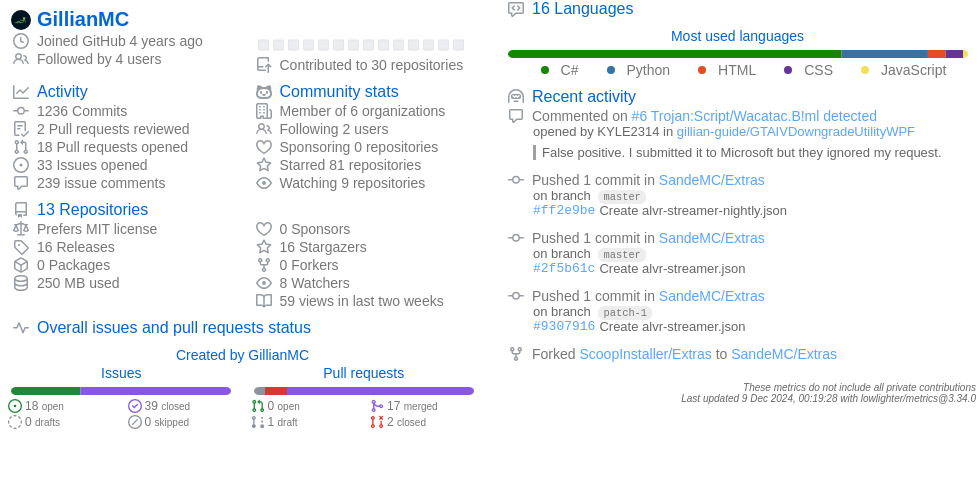 GillianMC
Joined GitHub 4 years ago
Followed by 4 users
Contributed to 30 repositories
Activity
1236 Commits
2 Pull requests reviewed
18 Pull requests opened
33 Issues opened
239 issue comments
Community stats
Member of 6 organizations
Following 2 users
Sponsoring 0 repositories
Starred 81 repositories
Watching 9 repositories
13 Repositories
Prefers MIT license
16 Releases
0 Packages
250 MB used
0 Sponsors
16 Stargazers
0 Forkers
8 Watchers
59 views in last two weeks
Overall issues and pull requests status
Created by GillianMC
Issues
18 open
39 closed
0 drafts
0 skipped
Pull requests
0 open
17 merged
1 draft
2 closed
16 Languages
Most used languages
C# Python HTML CSS JavaScript
Recent activity
Commented on #6 Trojan:Script/Wacatac.B!ml detected
opened by KYLE2314 in gillian-guide/GTAIVDowngradeUtilityWPF
False positive. I submitted it to Microsoft but they ignored my request.
Pushed 1 commit in SandeMC/Extras
on branch master
#ff2e9be Create alvr-streamer-nightly.json
Pushed 1 commit in SandeMC/Extras
on branch master
#2f5b61c Create alvr-streamer.json
Pushed 1 commit in SandeMC/Extras
on branch patch-1
#9307916 Create alvr-streamer.json
Forked ScoopInstaller/Extras to SandeMC/Extras
These metrics do not include all private contributions
Last updated 9 Dec 2024, 00:19:28 with lowlighter/metrics@3.34.0